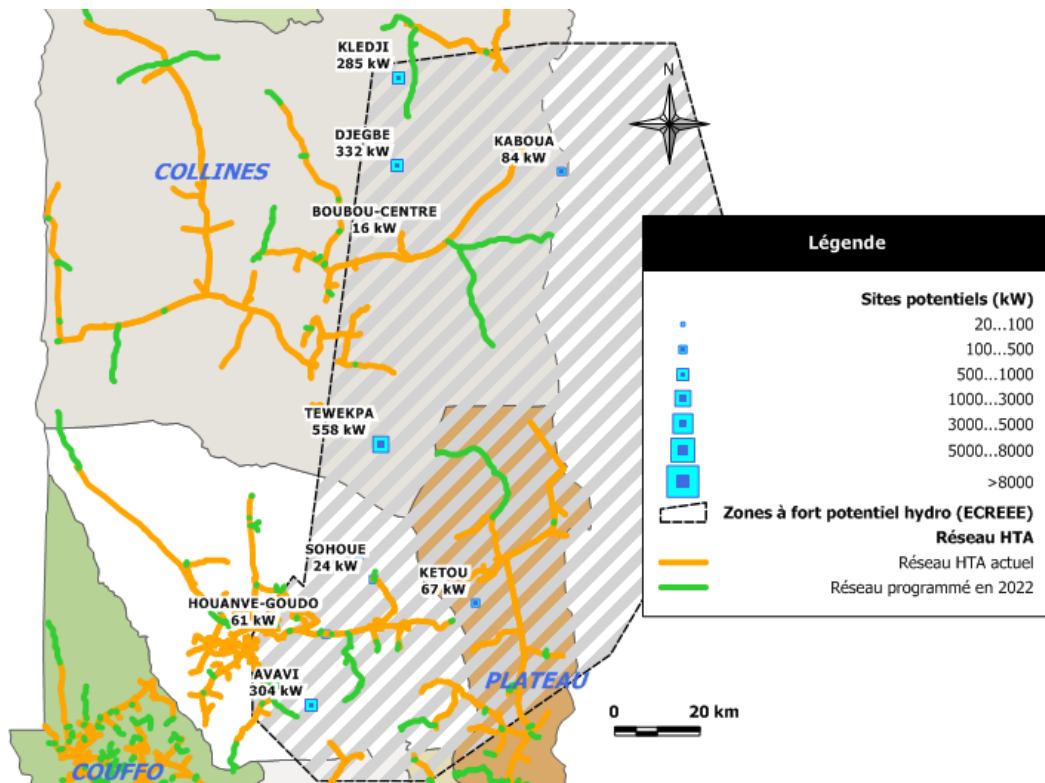 KLEDJI
285 kW
N
DJEGBE
332 kW
KABOUA
84 kW
COLLINES
BOUBOU-CENTRE
16 kW
Légende
Sites potentiels (kW)
20...100
100...500
500...1000
1000...3000
3000...5000
5000...8000
>8000
Zones à fort potentiel hydro (ECREEE)
Réseau HTA
Réseau HTA actuel
Réseau programmé en 2022
TEWEKPA
558 kW
SOHOUE
24 kW
KETOU
67 kW
HOUANVE-GOUDO
61 kW
AVAVI
304 kW
PLATEAU
0 20 km
COUFFO